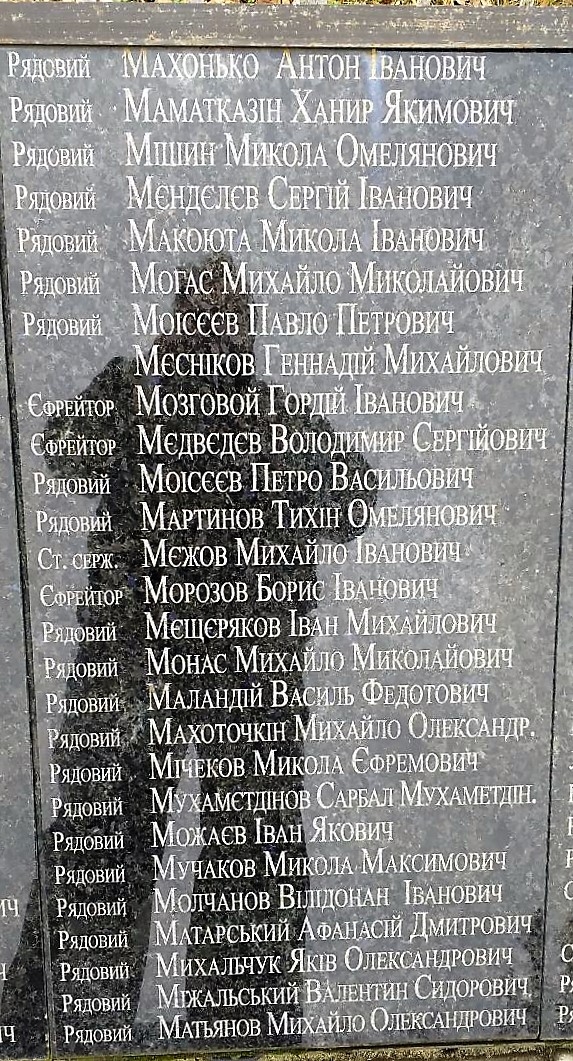 Рядовий Махонько Антон Іванович
Рядовий Маматказін Ханир Якимович
Рядовий Мішин Микола Омелянович
Рядовий Мєндєлєв Сергій Іванович
Рядовий Макоюта Микола Іванович
Рядовий Могас Михайло Миколайович
Рядовий Моісєєв Павло Петрович
Мєсніков Геннадій Михайлович
Єфрейтор Мозговой Гордій Іванович
Єфрейтор Мєдвєдєв Володимир Сергійович
Рядовий Моісєєв Петро Васильович
Рядовий Мартинов Тихін Омелянович
Ст. серж. Мєжов Михайло Іванович
Єфрейтор Морозов Борис Іванович
Рядовий Мєщєряков Іван Михайлович
Рядовий Монас Михайло Миколайович
Рядовий Маландій Василь Федотович
Рядовий Махоточкін Михайло Олександр.
Рядовий Мічеков Микола Єфремович
Рядовий Мухамєтдінов Сарбал Мухаметдін.
Рядовий Можаєв Іван Якович
Рядовий Мучаков Микола Максимович
Рядовий Молчанов Вілідонан Іванович
Рядовий Матарський Афанасій Дмитрович
Рядовий Михальчук Яків Олександрович
Рядовий Міжальський Валентин Сидорович
Рядовий Матьянов Михайло Олександрович